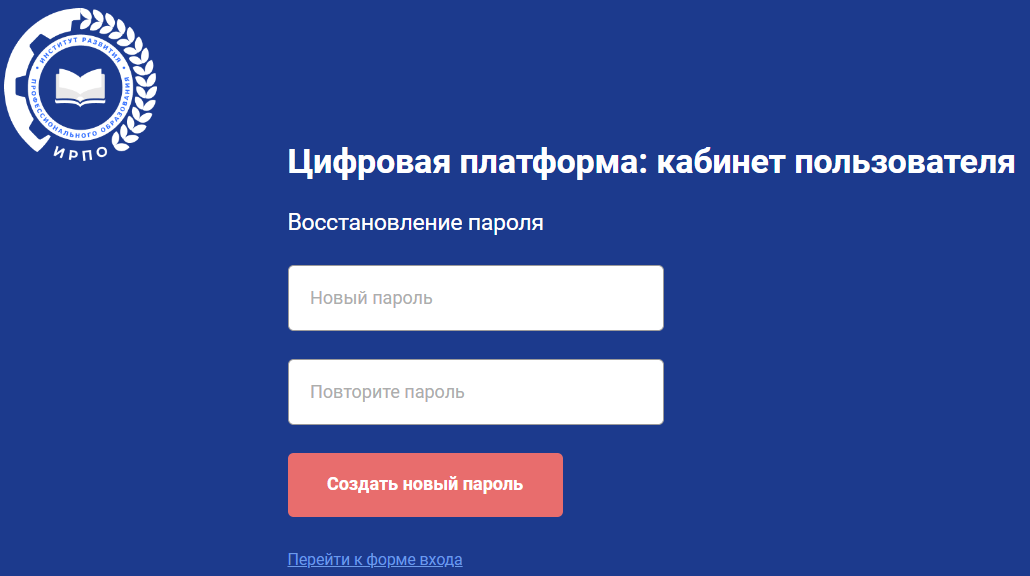 • ИНСТИТУТ РАЗВИТИЯ •
ПРОФЕССИОНАЛЬНОГО ОБРАЗОВАНИЯ
ИРПО
Цифровая платформа: кабинет пользователя
Восстановление пароля
Новый пароль
Повторите пароль
Создать новый пароль
Перейти к форме входа